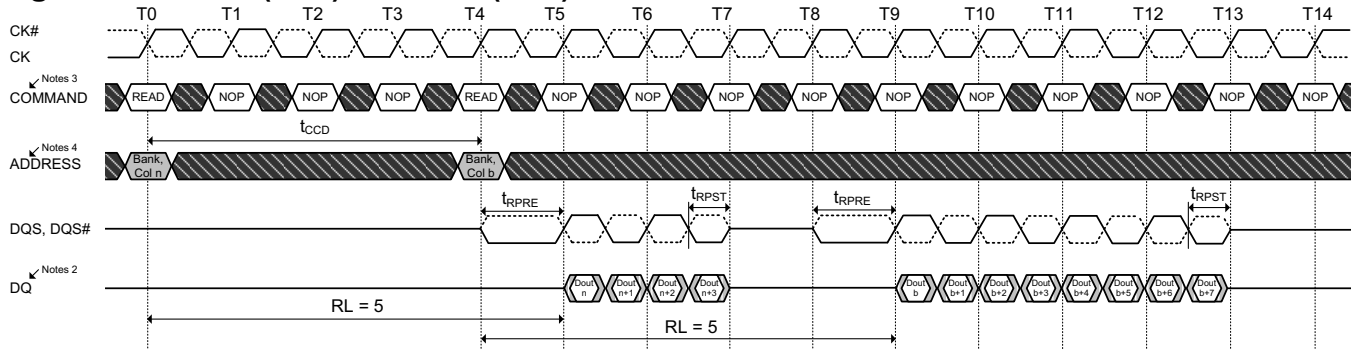 T0 T1 T2 T3 T4 T5 T6 T7 T8 T9 T10 T11 T12 T13 T14
CK#
CK
Notes 3
COMMAND READ NOP NOP NOP READ NOP NOP NOP NOP NOP NOP NOP NOP NOP NOP
tCCD
Notes 4
ADDRESS Bank, Col n Bank, Col b
tRPRE tRPST tRPRE tRPST
DQS, DQS#
Notes 2
DQ Dout n Dout n+1 Dout n+2 Dout n+3 Dout b Dout b+1 Dout b+2 Dout b+3 Dout b+4 Dout b+5 Dout b+6 Dout b+7
RL = 5
RL = 5